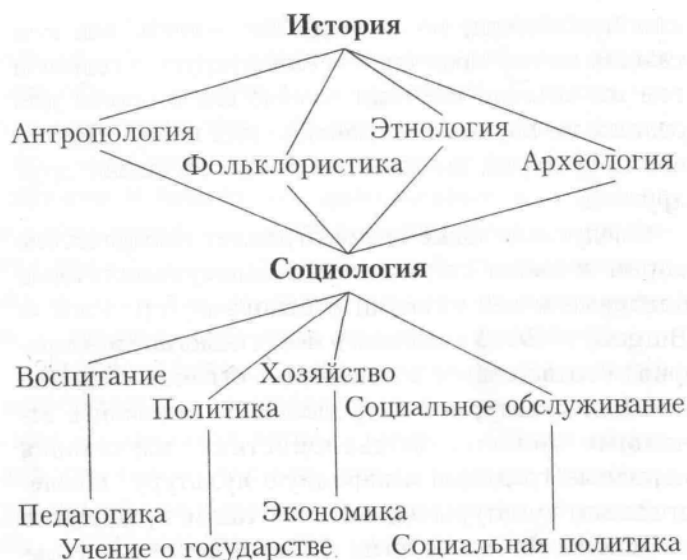 История
Антропология Этнология
Фольклористика Археология
Социология
Воспитание Хозяйство
Политика Социальное обслуживание
Педагогика Экономика
Учение о государстве. Социальная политика